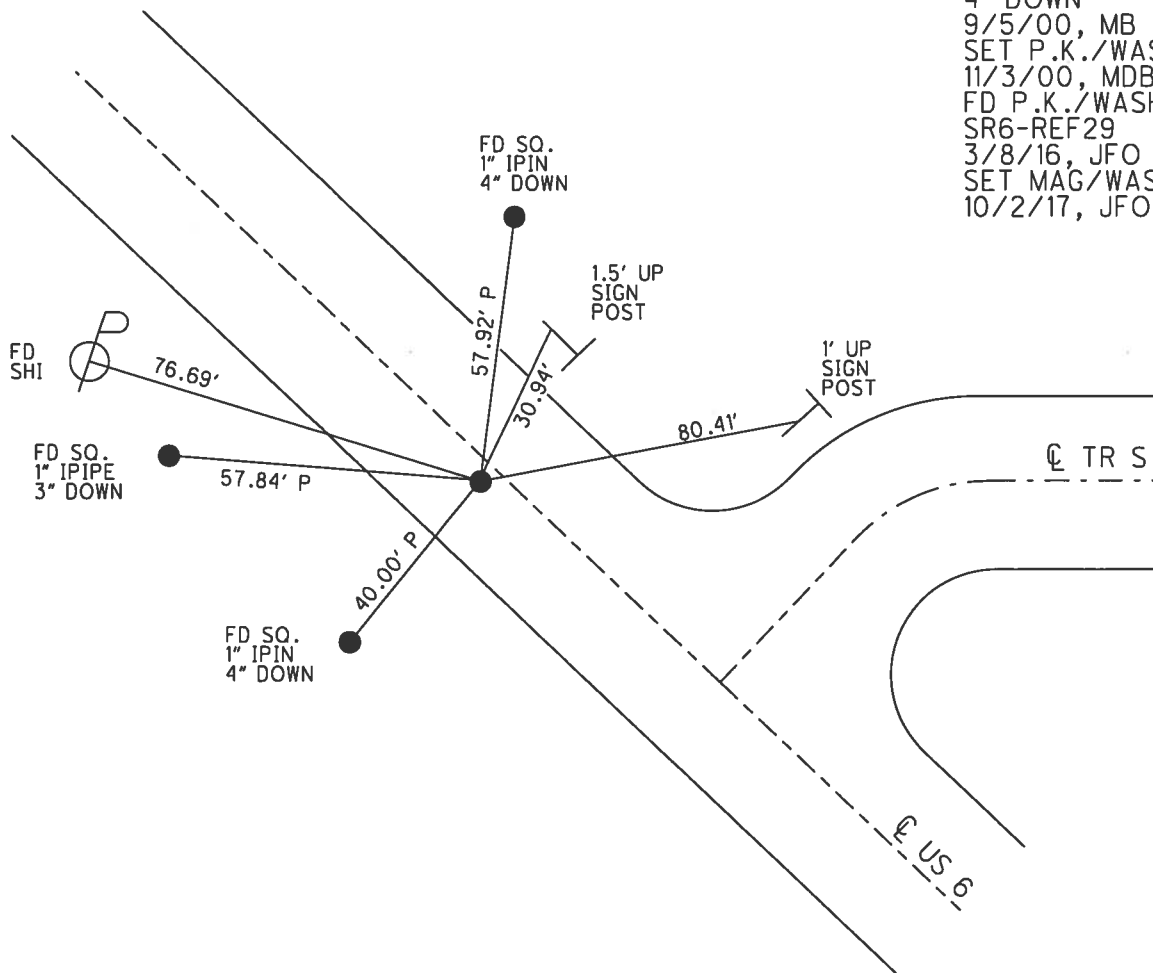 4" DOWN
9/5/00, MB
SET P.K./WAS
11/3/00, MDB
FD P.K./WASH
SR6-REF29
3/8/16, JFO
SET MAG/WAS
10/2/17, JFO
FD SQ.
1" IPIN
4" DOWN
1.5' UP
SIGN
POST
57.92' P
30.94'
1' UP
SIGN
POST
FD
SHI
76.69'
80.41'
FD SQ.
1" IPIPE
3" DOWN
57.84' P
℄ TR S
40.00' P
FD SQ.
1" IPIN
4" DOWN
℄ US 6